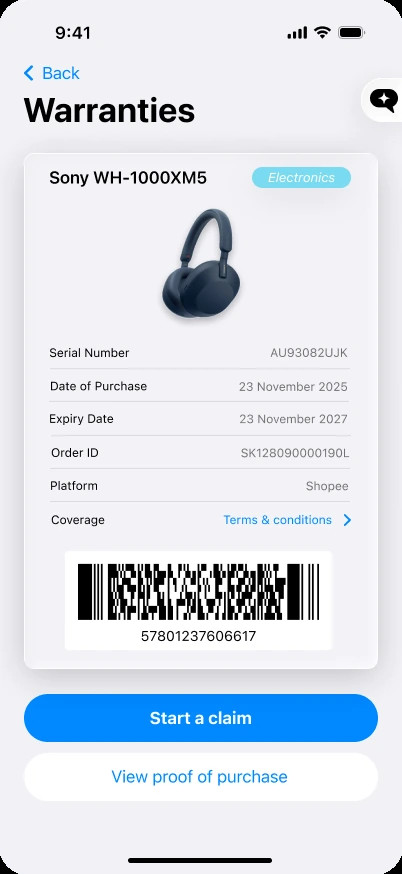 9:41
Back
Warranties
Sony WH-1000XM5
Electronics
Serial Number AU93082UJK
Date of Purchase 23 November 2025
Expiry Date 23 November 2027
Order ID SK128090000190L
Platform Shopee
Coverage Terms & conditions
57801237606617
Start a claim
View proof of purchase